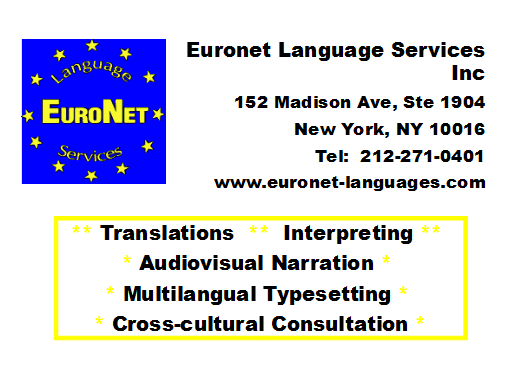 Language
EURONET
Services
Euronet Language Services
Inc
152 Madison Ave, Ste 1904
New York, NY 10016
Tel: 212-271-0401
www.euronet-languages.com
** Translations ** Interpreting **
* Audiovisual Narration *
* Multilangual Typesetting *
* Cross-cultural Consultation *